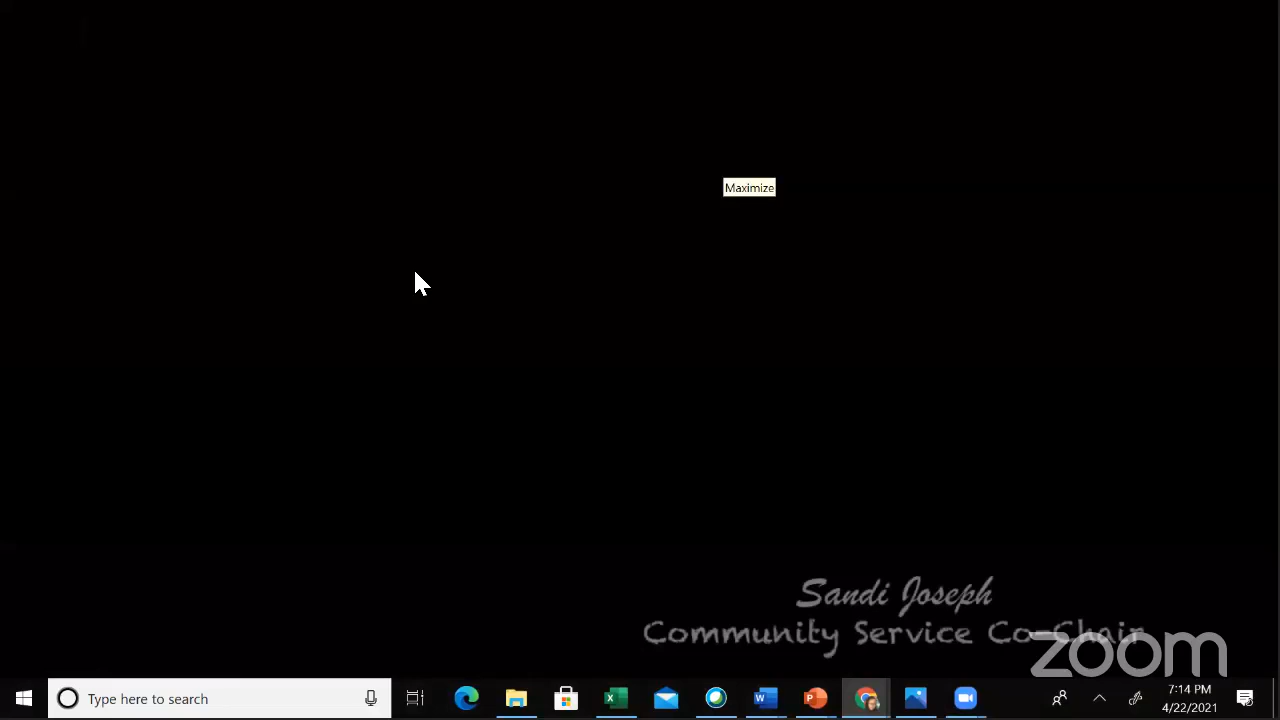 Maximize
Sandi Joseph
Community Service Co-Chair
zoom
Type here to search
7:14 PM
4/22/2021